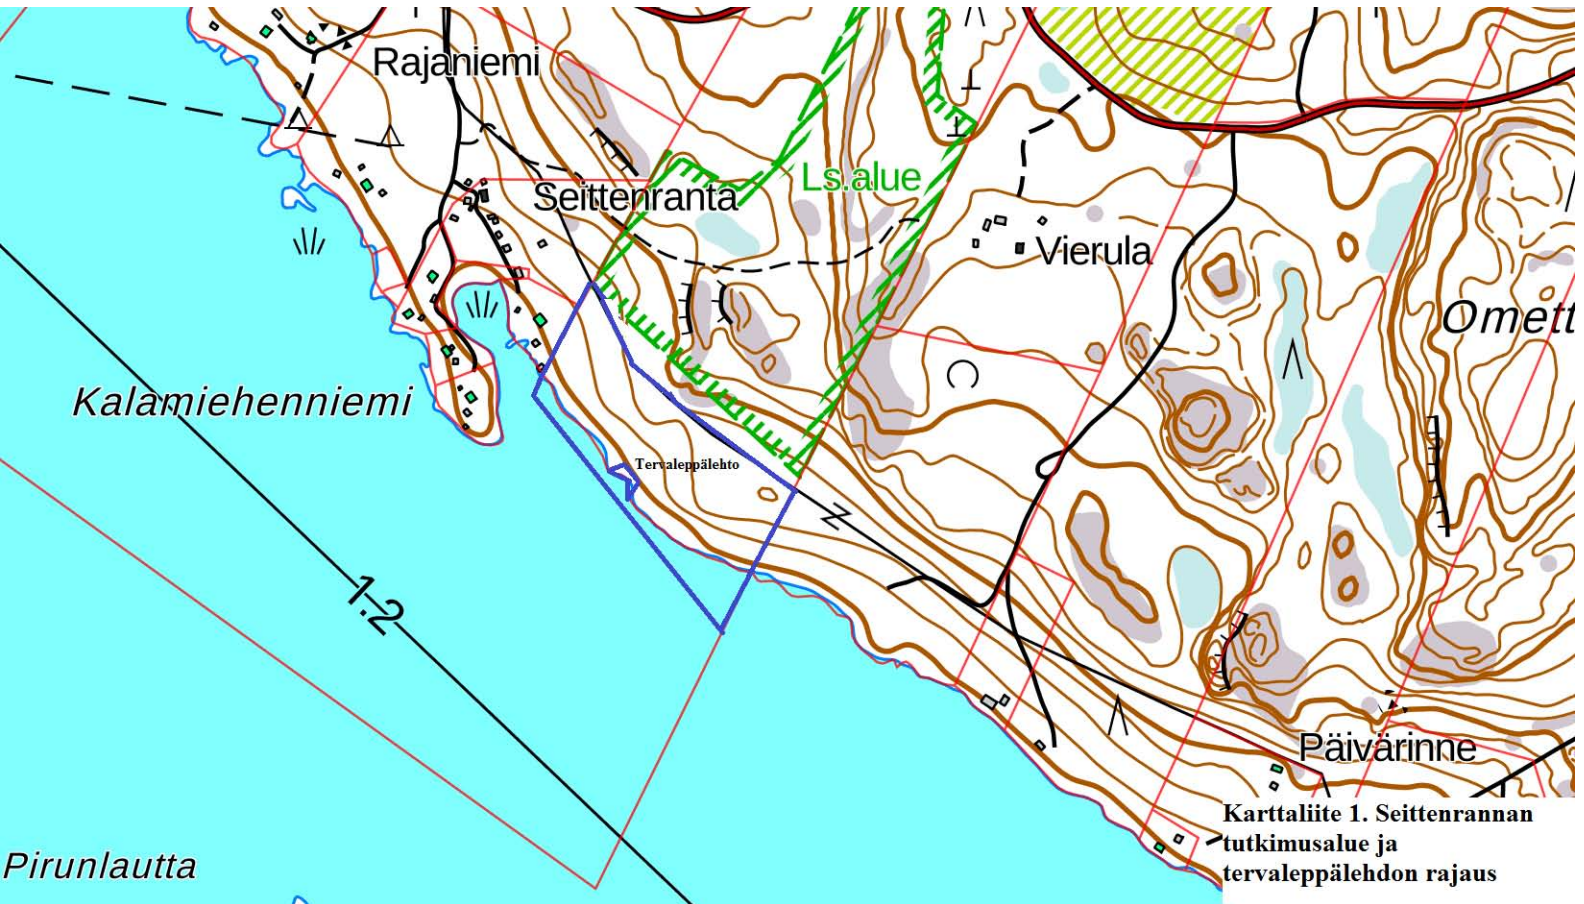 Rajaniemi
Ls.alue
Seittenranta
Vierula
Omett
Kalamiehenniemi
Tervaleppälehto
Z
1.2
Päivärinne
Karttaliite 1. Seittenrannan
tutkimusalue ja
tervaleppälehdon rajaus
Pirunlautta